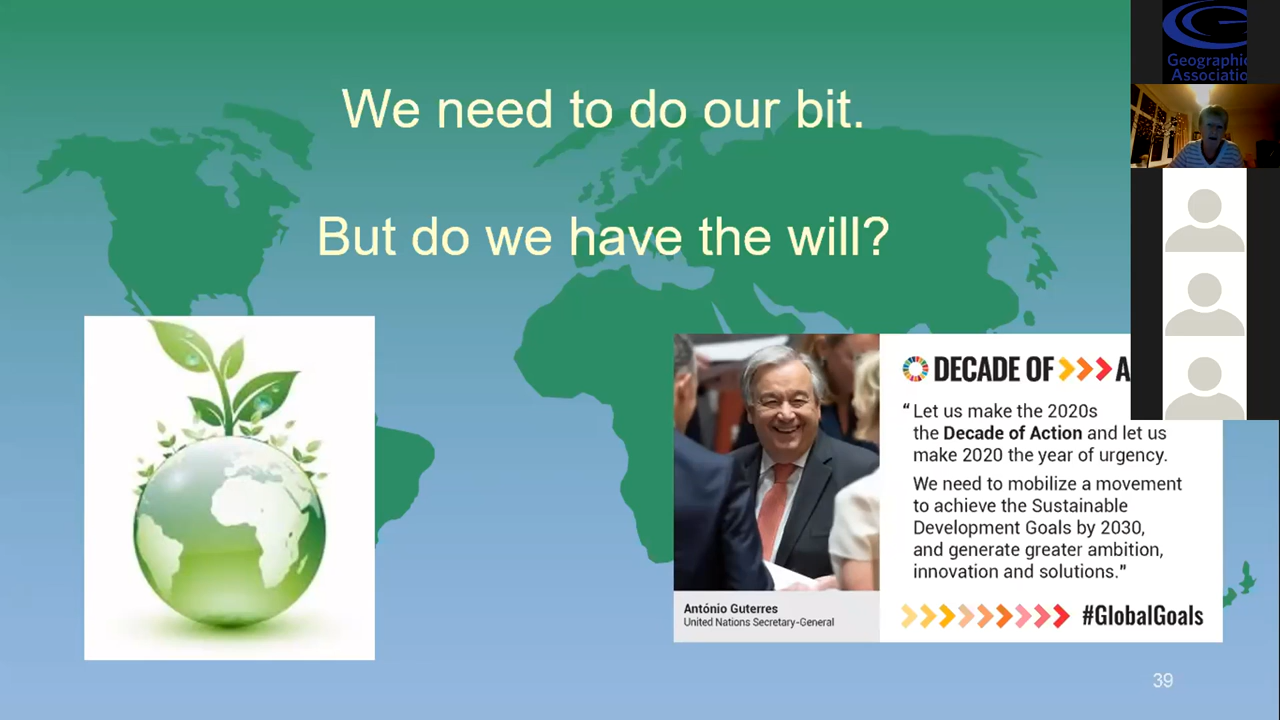 We need to do our bit.
But do we have the will?
Geographic
Associatio
DECADE OF A
“Let us make the 2020s
the Decade of Action and let us
make 2020 the year of urgency.
We need to mobilize a movement
to achieve the Sustainable
Development Goals by 2030,
and generate greater ambition,
innovation and solutions.”
António Guterres
United Nations Secretary-General
#GlobalGoals
39